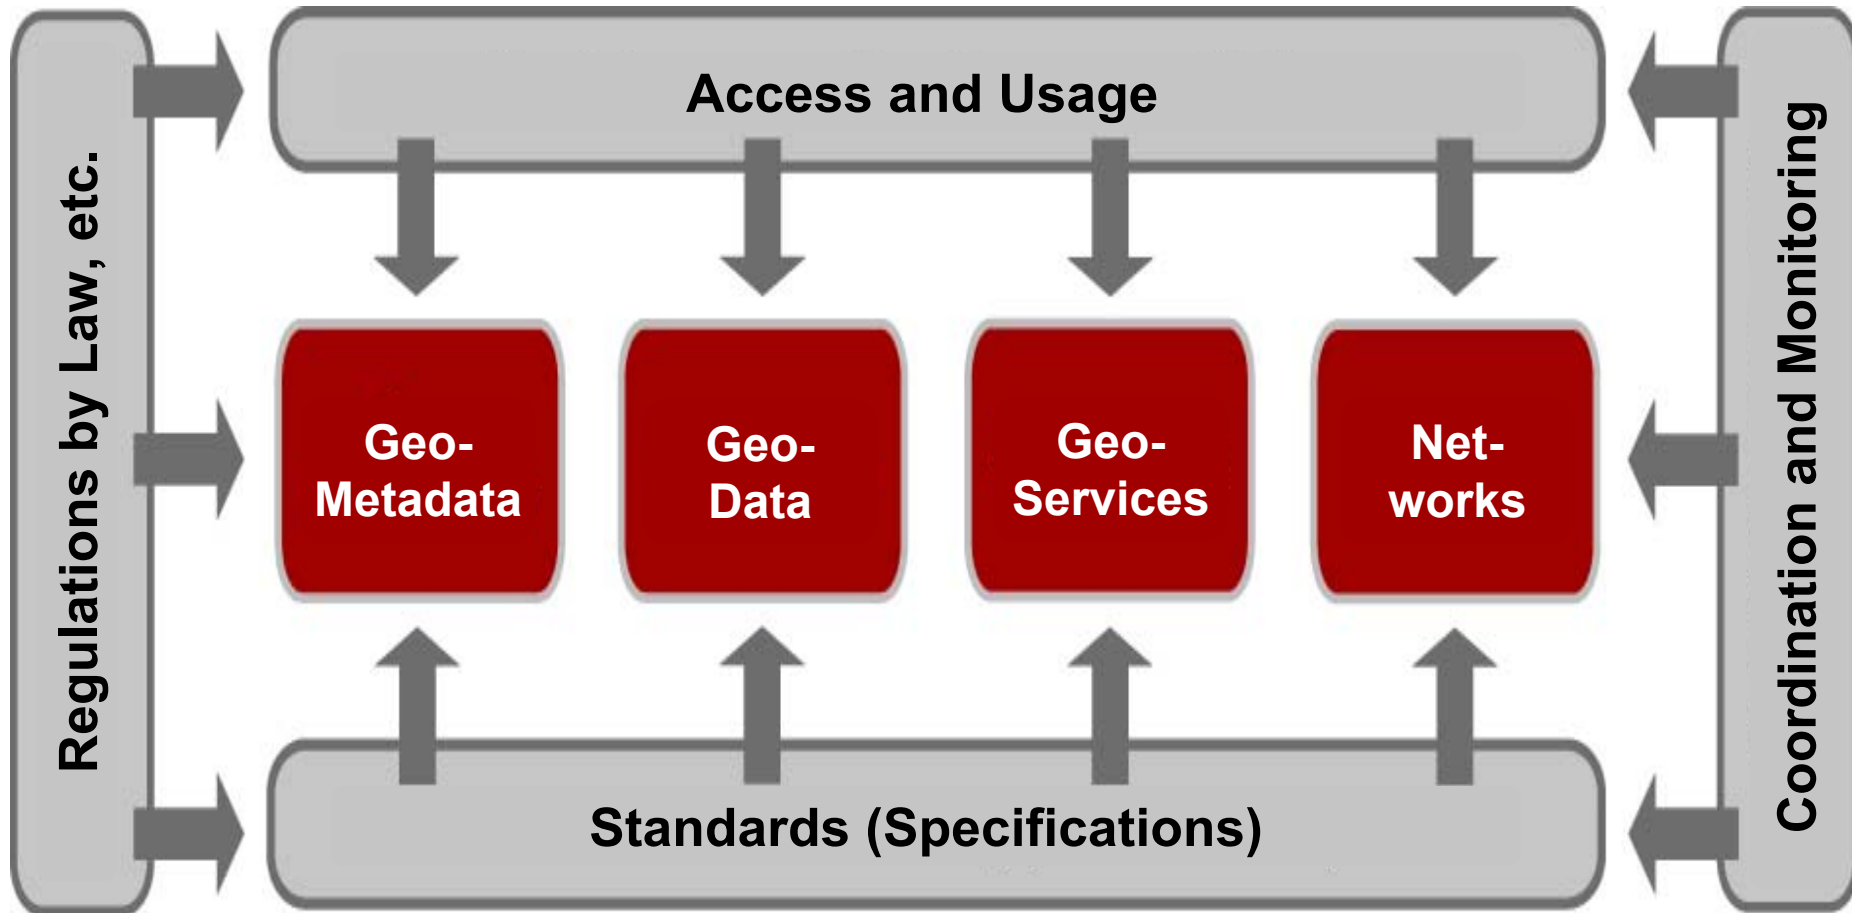 Access and Usage
Regulations by Law, etc.
Geo-
Metadata
Geo-
Data
Geo-
Services
Net-
works
Coordination and Monitoring
Standards (Specifications)